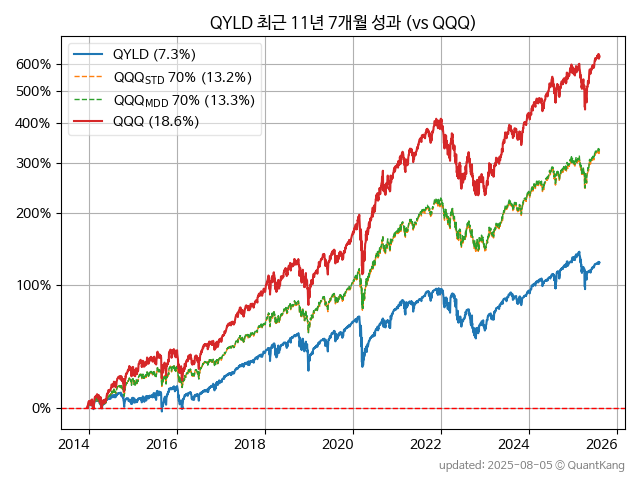 QYLD 최근 11년 7개월 성과 (vs QQQ)
QYLD (7.3%)
QQQSTD 70% (13.2%)
QQQMDD 70% (13.3%)
QQQ (18.6%)
600%
500%
400%
300%
200%
100%
0%
2014 2016 2018 2020 2022 2024 2026
updated: 2025-08-05 © QuantKang